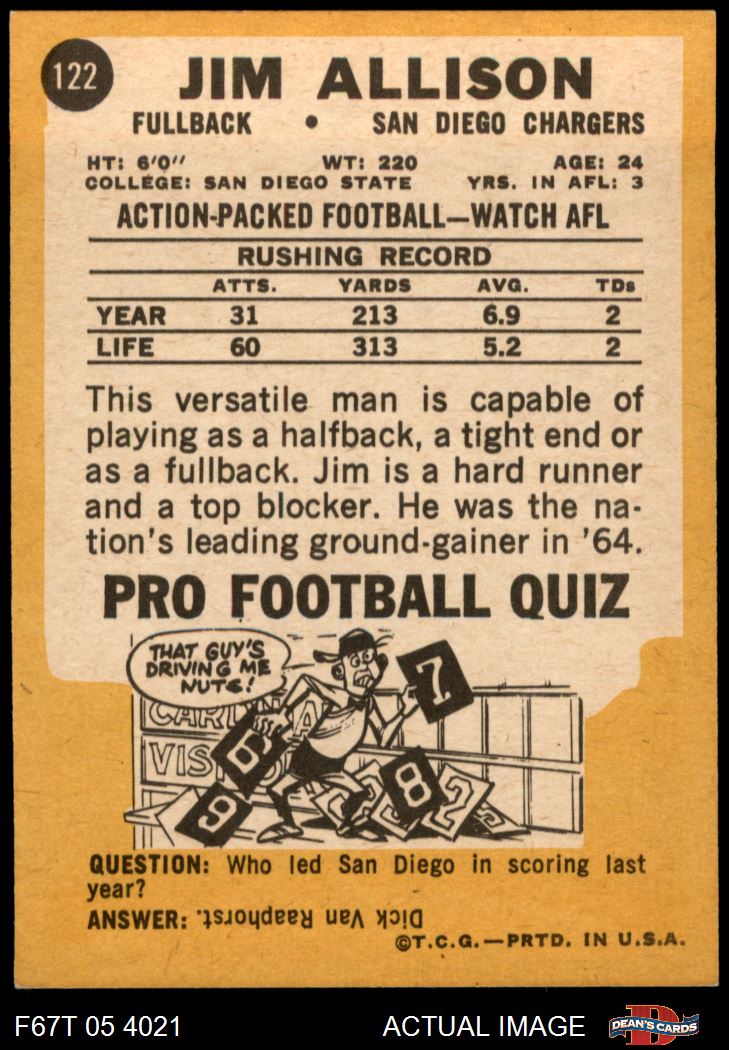 122
JIM ALLISON
FULLBACK • SAN DIEGO CHARGERS
HT: 6'0" WT: 220 AGE: 24
COLLEGE: SAN DIEGO STATE YRS. IN AFL: 3
ACTION-PACKED FOOTBALL—WATCH AFL
RUSHING RECORD
ATTS. YARDS AVG. TDs
YEAR 31 213 6.9 2
LIFE 60 313 5.2 2
This versatile man is capable of
playing as a halfback, a tight end or
as a fullback. Jim is a hard runner
and a top blocker. He was the na-
tion's leading ground-gainer in '64.
PRO FOOTBALL QUIZ
THAT GUY'S
DRIVING ME
NUTS!
7
CARDINA
VIS
6
9
8
2
2
QUESTION: Who led San Diego in scoring last
year?
ANSWER: Dick Van Raaphorst.
©T.C.G.—PRTD. IN U.S.A.
F67T 05 4021 ACTUAL IMAGE D DEAN'S CARDS